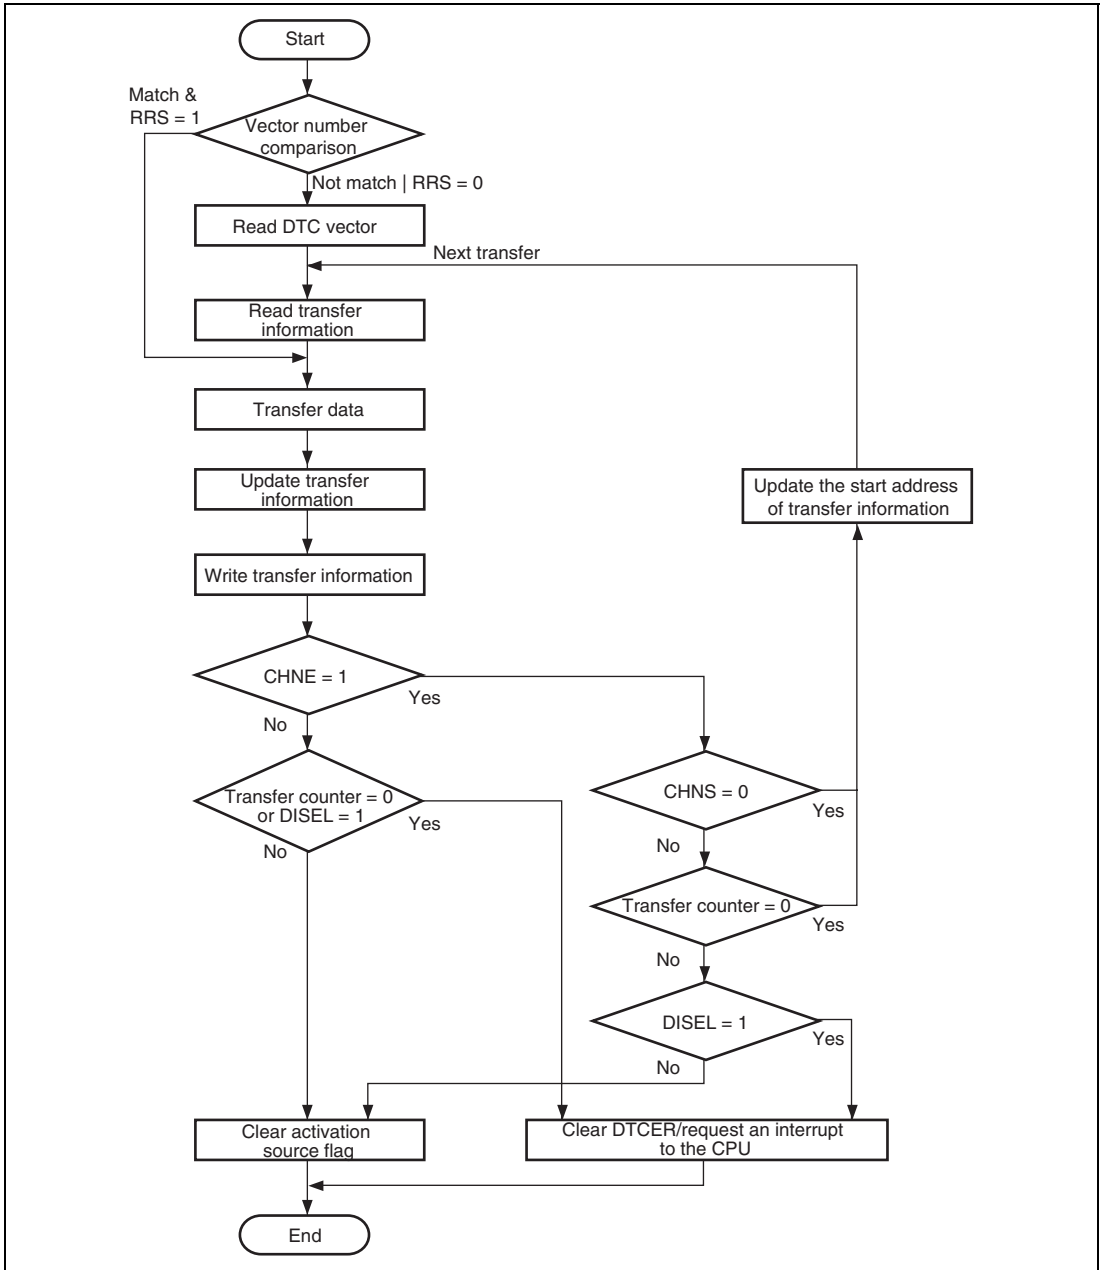 Start
Match &
RRS = 1
Vector number
comparison
Not match | RRS = 0
Read DTC vector
Next transfer
Read transfer
information
Transfer data
Update transfer
information
Update the start address
of transfer information
Write transfer information
CHNE = 1
Yes
No
Transfer counter = 0
or DISEL = 1
Yes
No
CHNS = 0
Yes
No
Transfer counter = 0
Yes
No
DISEL = 1
Yes
No
Clear activation
source flag
Clear DTCER/request an interrupt
to the CPU
End